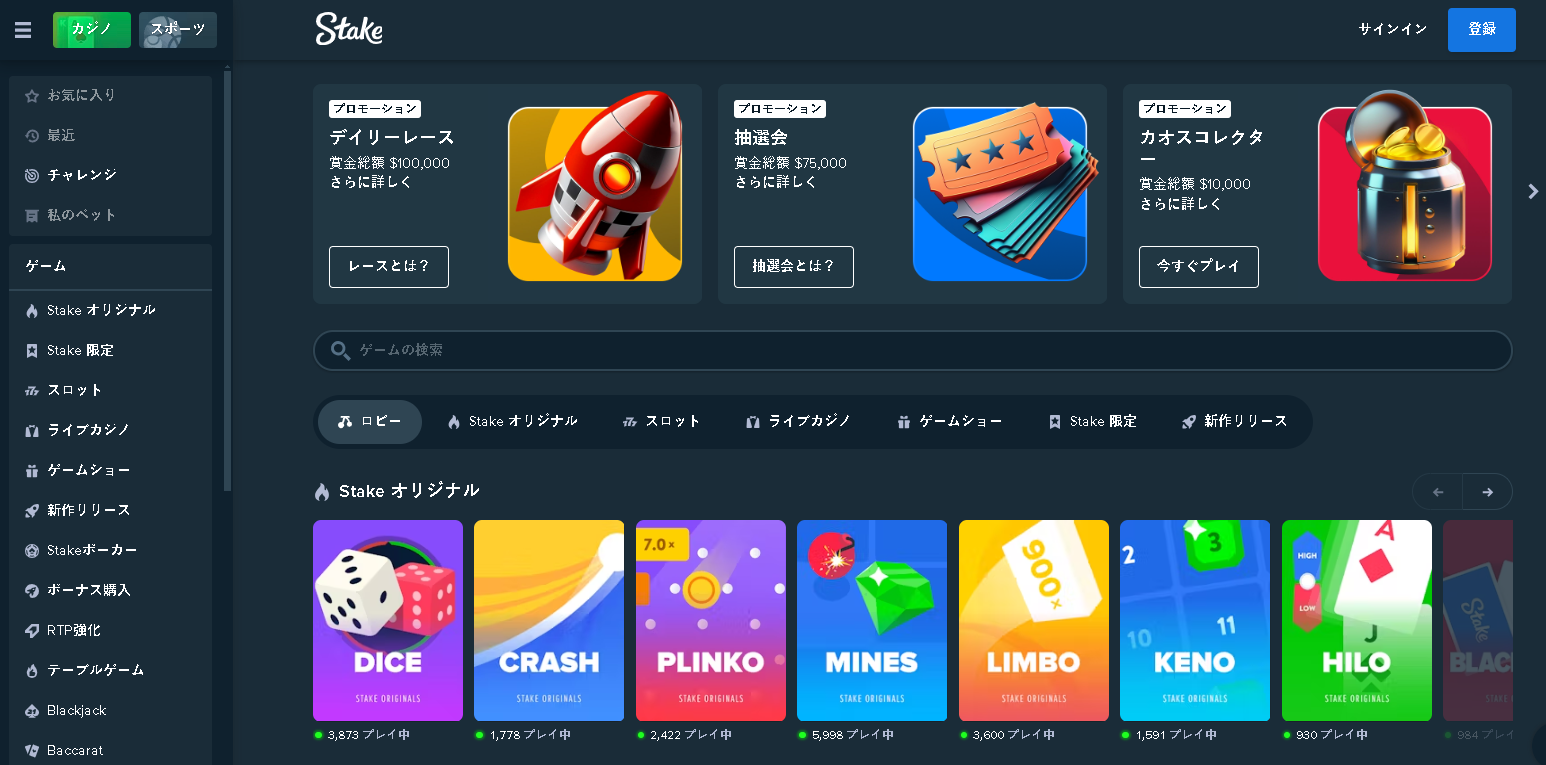 カジノ
スポーツ
Stake
サインイン
登録
お気に入り
最近
チャレンジ
私のベット
ゲーム
Stake オリジナル
Stake 限定
スロット
ライブカジノ
ゲームショー
新作リリース
Stakeポーカー
ボーナス購入
RTP強化
テーブルゲーム
Blackjack
Baccarat
プロモーション
デイリーレース
賞金総額 $100,000
さらに詳しく
レースとは？
プロモーション
抽選会
賞金総額 $75,000
さらに詳しく
抽選会とは？
プロモーション
カオスコレクタ
ー
賞金総額 $10,000
さらに詳しく
今すぐプレイ
ゲームの検索
ロビー
Stake オリジナル
スロット
ライブカジノ
ゲームショー
Stake 限定
新作リリース
Stake オリジナル
DICE
STAKE ORIGINALS
3,873 プレイ中
CRASH
STAKE ORIGINALS
1,778 プレイ中
7.0×
PLINKO
STAKE ORIGINALS
2,422 プレイ中
MINES
STAKE ORIGINALS
5,998 プレイ中
900×
LIMBO
STAKE ORIGINALS
3,600 プレイ中
2
3
10
11
KENO
STAKE ORIGINALS
1,591 プレイ中
HIGH
LOW
A
J
HILO
STAKE ORIGINALS
930 プレイ中
Stake
BLAC
STAKE
984 プレイ